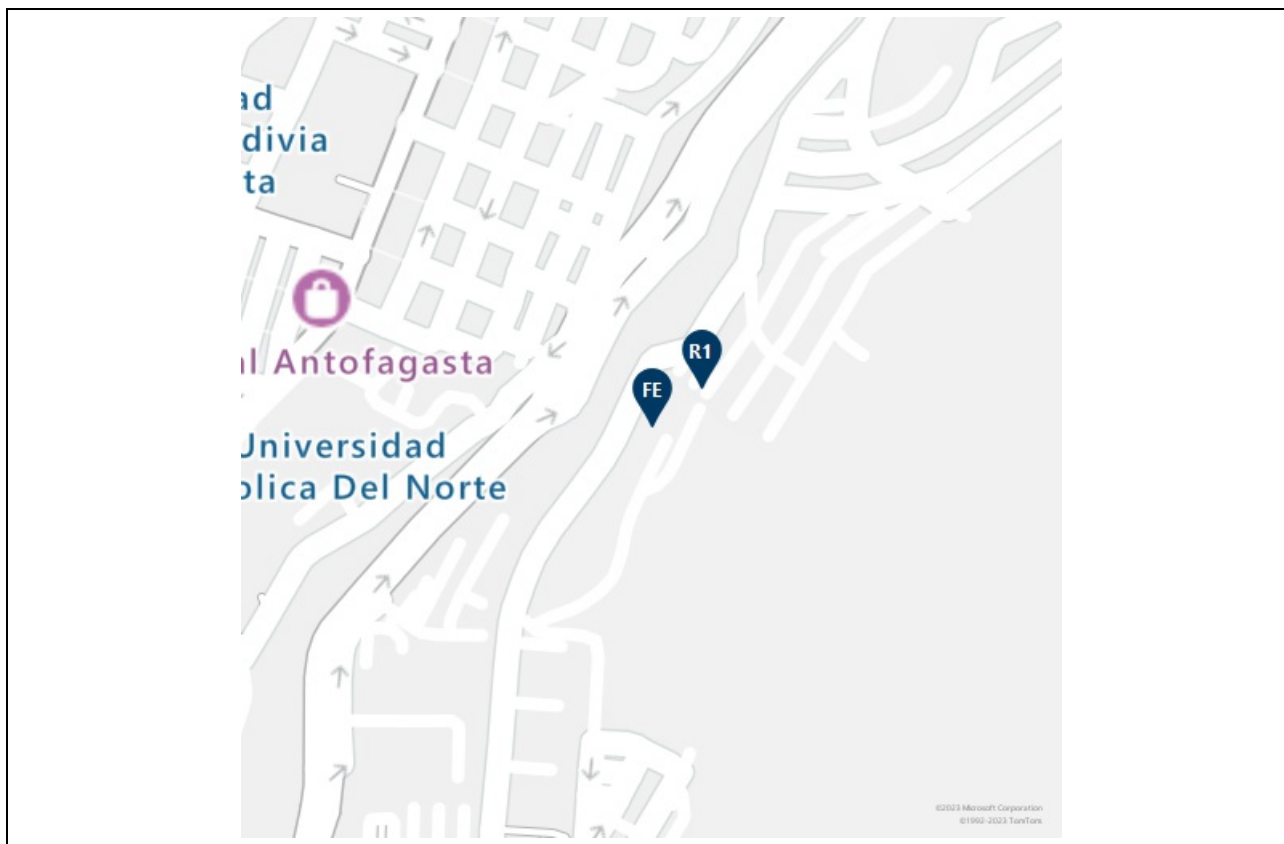 ad
divia
ta
al Antofagasta
R1
FE
Universidad
olica Del Norte
©2023 Microsoft Corporation
©1992-2023 TomTom